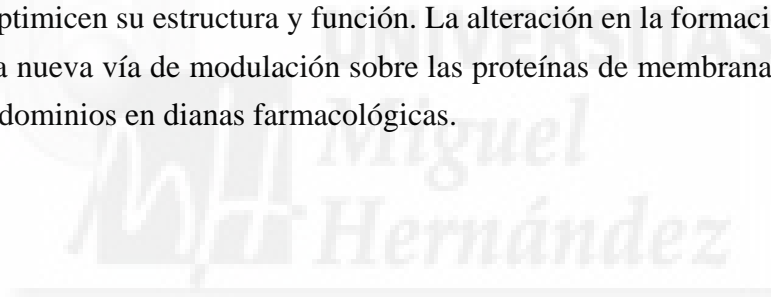 ptimicen su estructura y función. La alteración en la formaci
a nueva vía de modulación sobre las proteínas de membrana
dominios en dianas farmacológicas.
UNIVERSITAS
Miguel
Hernández